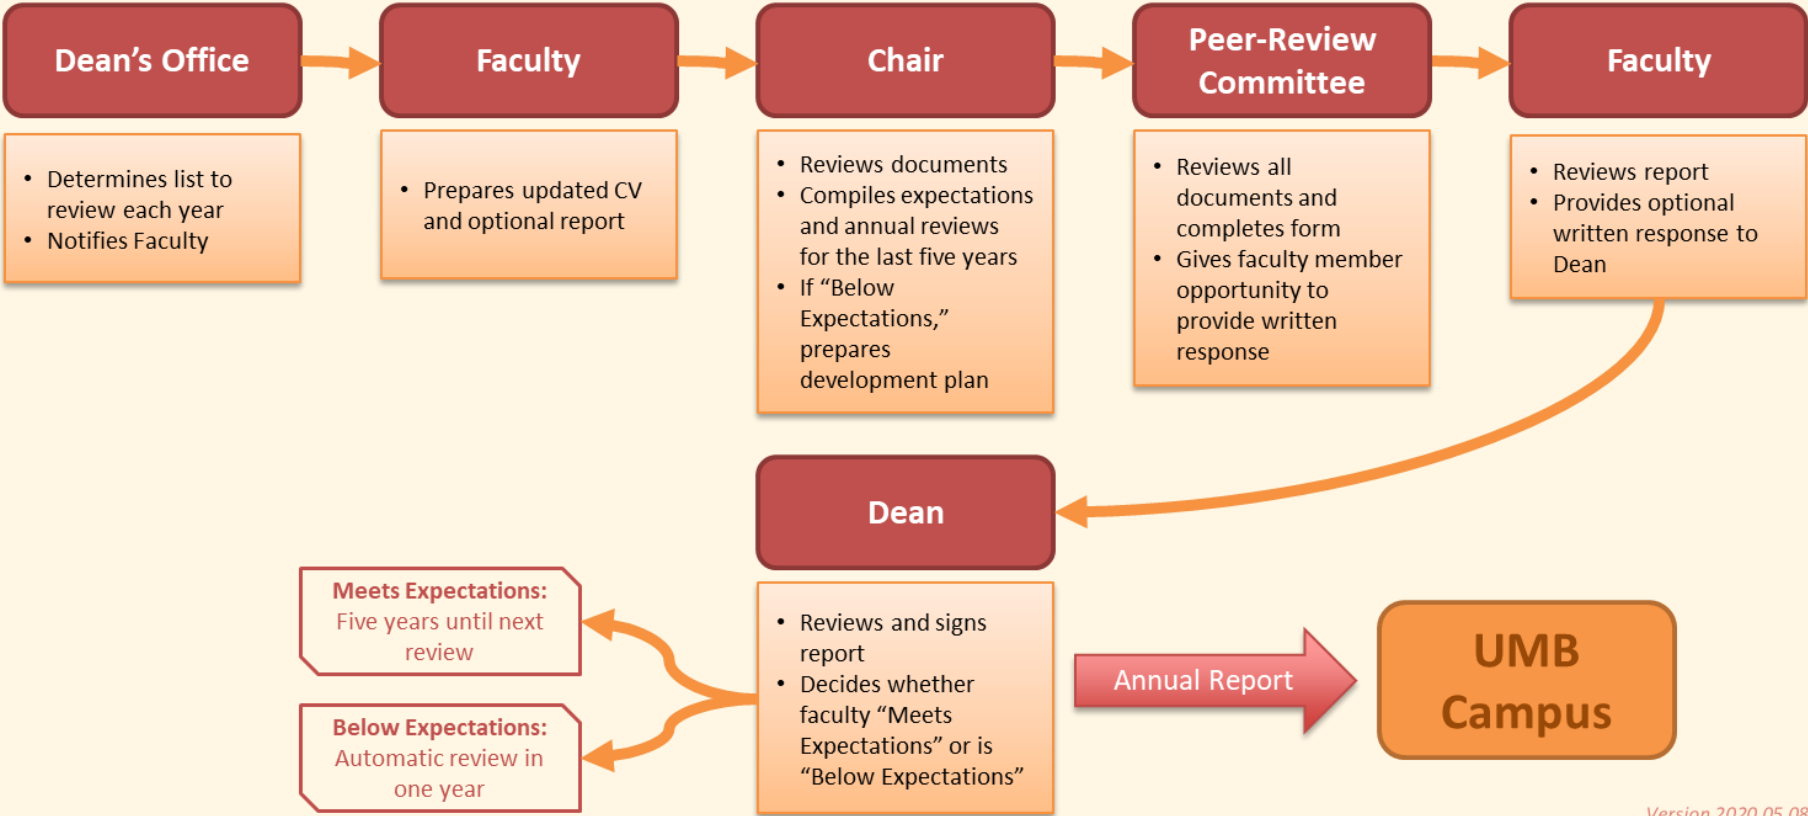 Dean’s Office
Faculty
Chair
Peer-Review
Committee
Faculty
• Determines list to
review each year
• Notifies Faculty
• Prepares updated CV
and optional report
• Reviews documents
• Compiles expectations
and annual reviews
for the last five years
• If “Below
Expectations,”
prepares
development plan
• Reviews all
documents and
completes form
• Gives faculty member
opportunity to
provide written
response
• Reviews report
• Provides optional
written response to
Dean
Dean
• Reviews and signs
report
• Decides whether
faculty “Meets
Expectations” or is
“Below Expectations”
Meets Expectations:
Five years until next
review
Below Expectations:
Automatic review in
one year
Annual Report
UMB
Campus
Version 2020.05.08